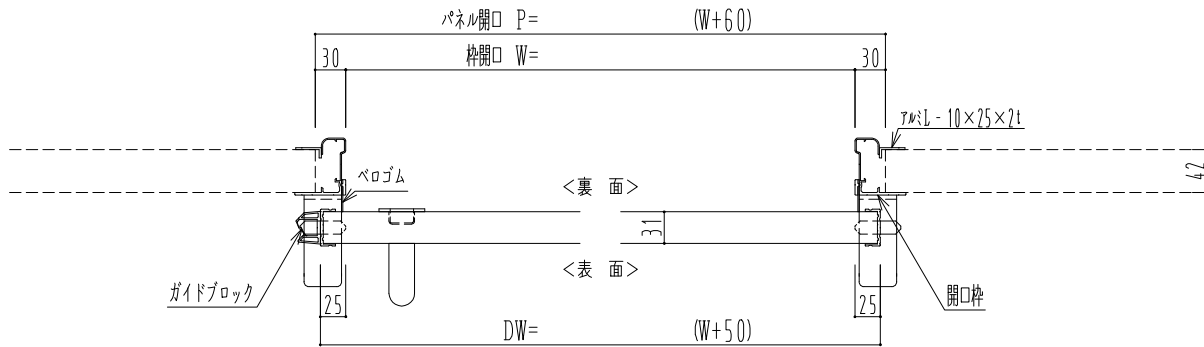 パネル開口 P= (W+60)
30 枠開口 W= 30
アルミL - 10×25×2t
42
ベロゴム
<裏 面>
31
<表 面>
ガイドブロック
開口枠
25 25
DW= (W+50)